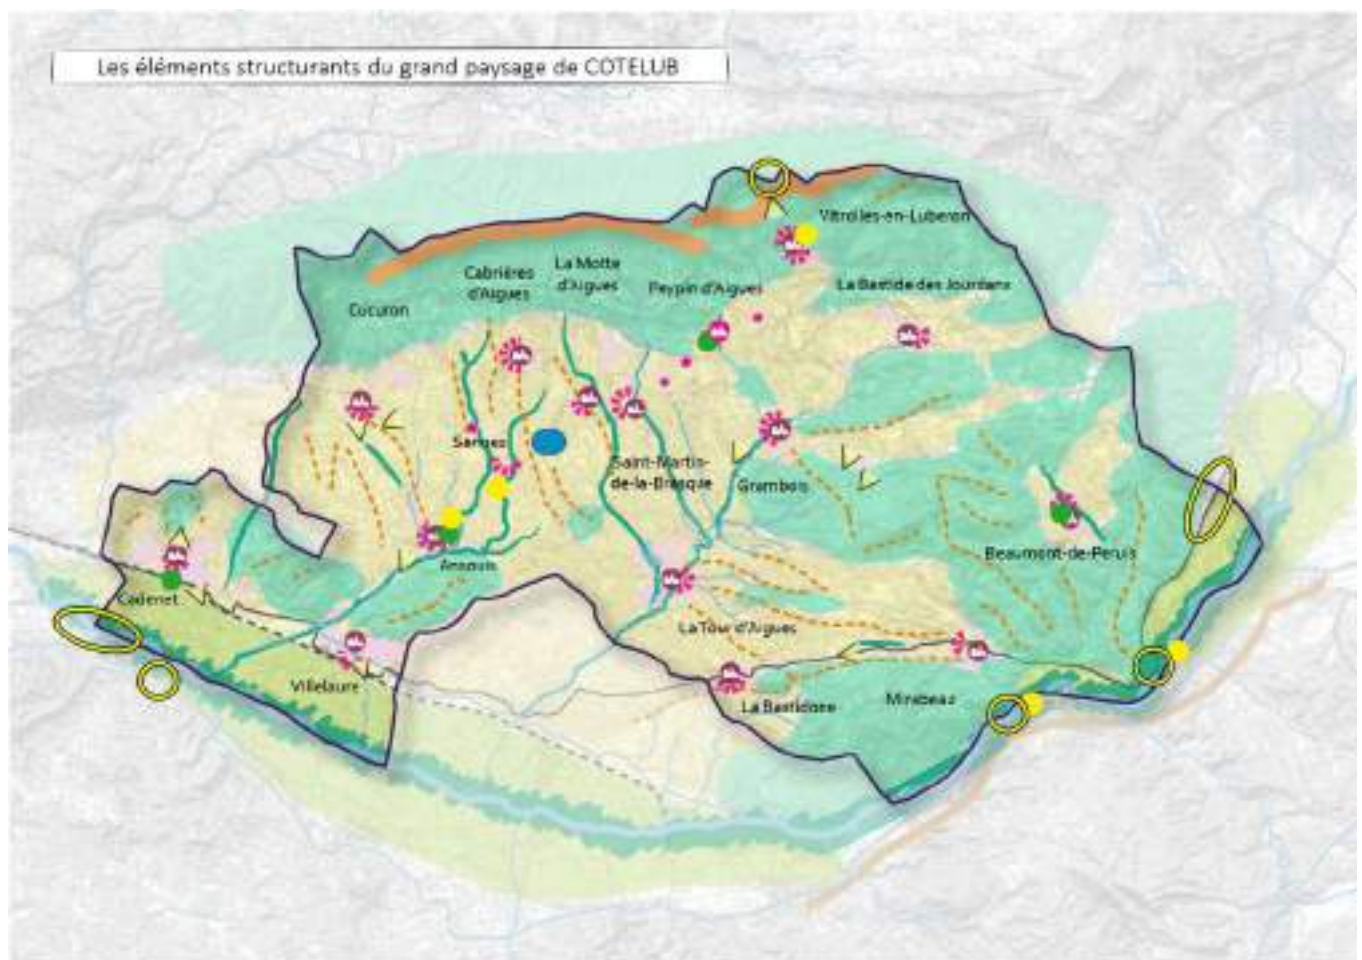 Les éléments structurants du grand paysage de COTELUB
Vitrolles-en-Luberon
La Motte
d'Aigues
Cabrières
d'Aigues
Peypin d'Aigues
La Bastide des Jourdans
Cucuron
Sannes
Saint-Martin-
de-la-Brasque
Grambois
Beaumont-de-Pertuis
Ansouis
Cadenet
La Tour d'Aigues
Villelaure
La Bastidonne
Mirabeau